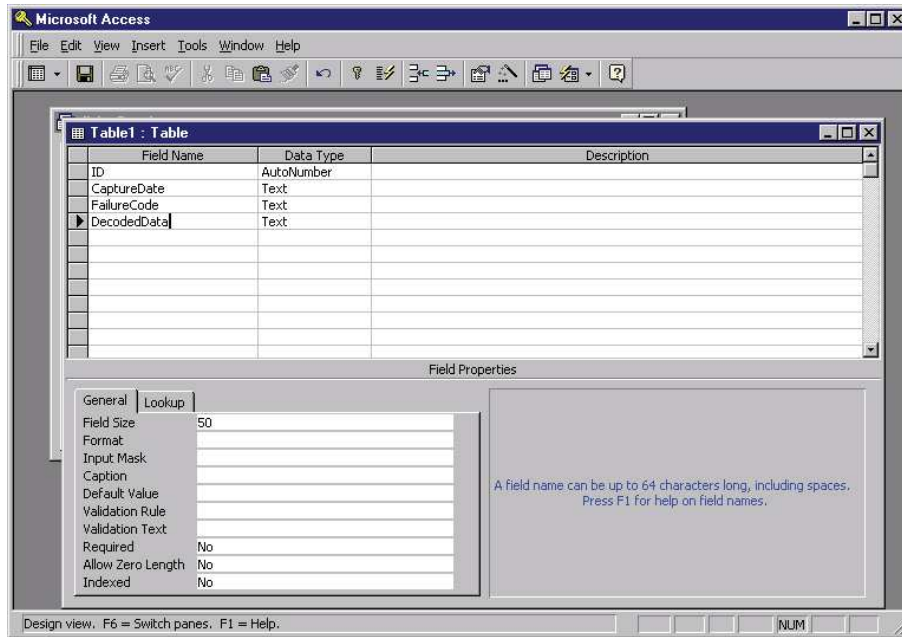 Microsoft Access
File Edit View Insert Tools Window Help
Table1 : Table
Field Name Data Type Description
ID AutoNumber
CaptureDate Text
FailureCode Text
DecodedData Text
Field Properties
General Lookup
Field Size 50
Format
Input Mask
Caption
Default Value
Validation Rule
Validation Text
Required No
Allow Zero Length No
Indexed No
A field name can be up to 64 characters long, including spaces.
Press F1 for help on field names.
Design view. F6 = Switch panes. F1 = Help. NUM